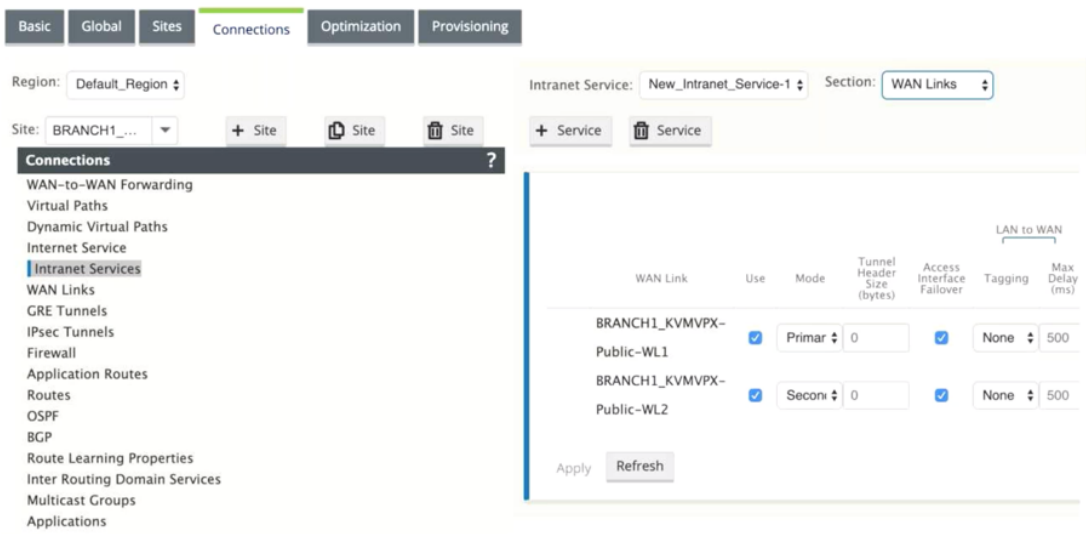 Basic Global Sites Connections Optimization Provisioning
Region: Default_Region
Site: BRANCH1_...
+ Site Site Site
Connections ?
WAN-to-WAN Forwarding
Virtual Paths
Dynamic Virtual Paths
Internet Service
Intranet Services
WAN Links
GRE Tunnels
IPsec Tunnels
Firewall
Application Routes
Routes
OSPF
BGP
Route Learning Properties
Inter Routing Domain Services
Multicast Groups
Applications
Intranet Service: New_Intranet_Service-1 Section: WAN Links
+ Service Service
LAN to WAN
WAN Link Use Mode Tunnel Header Size (bytes) Access Interface Failover Tagging Max Delay (ms)
BRANCH1_KVMVPX-
Public-WL1
Primar 0 None 500
BRANCH1_KVMVPX-
Public-WL2
Secon 0 None 500
Apply Refresh